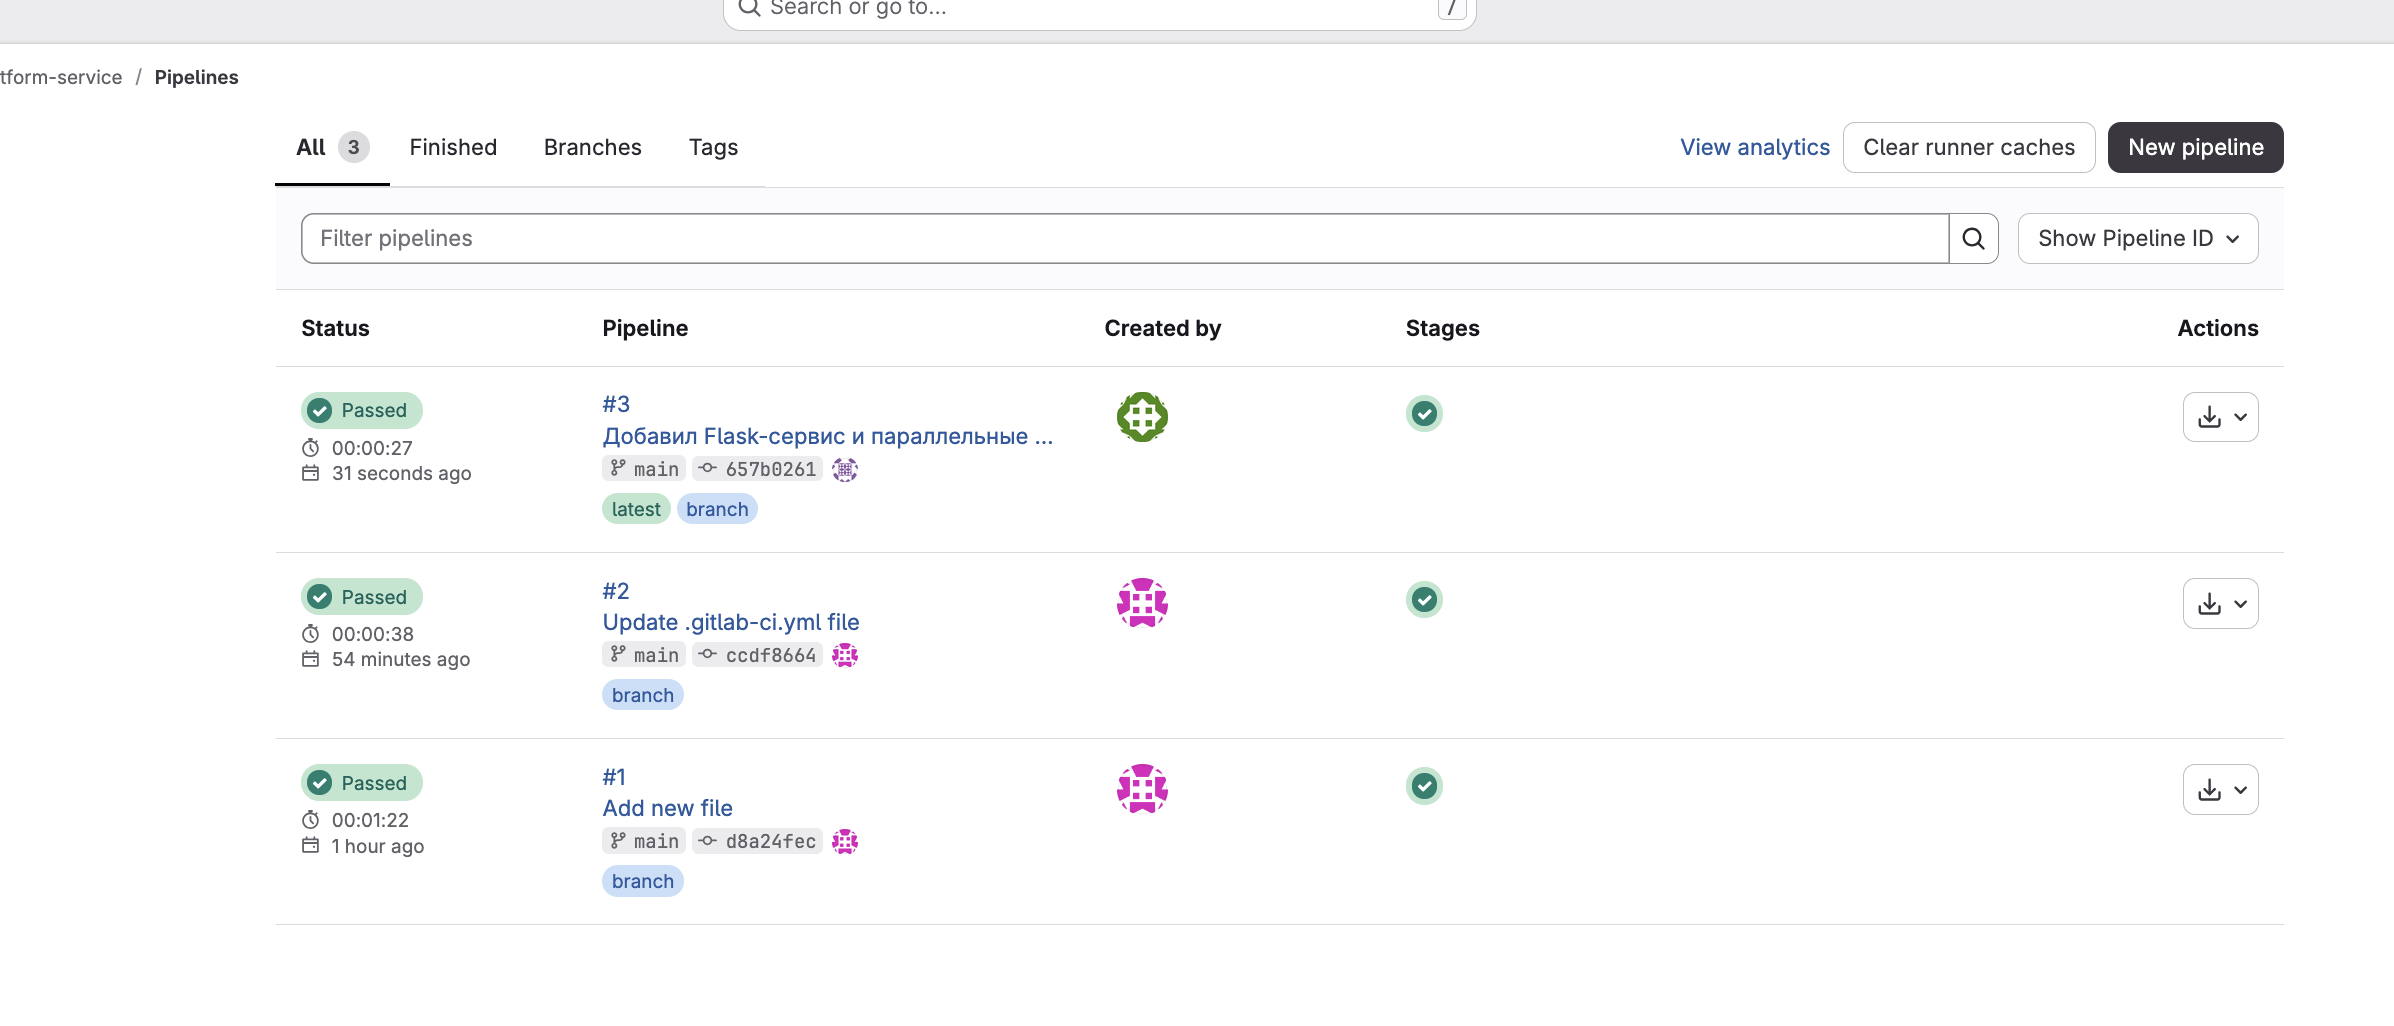 Search or go to... /
tform-service / Pipelines
All 3 Finished Branches Tags View analytics Clear runner caches New pipeline
Filter pipelines Show Pipeline ID
Status Pipeline Created by Stages Actions
Passed #3
Добавил Flask-сервис и параллельные ...
00:00:27
main 657b0261
31 seconds ago
latest branch
Passed #2
Update .gitlab-ci.yml file
00:00:38
main ccdf8664
54 minutes ago
branch
Passed #1
Add new file
00:01:22
main d8a24fec
1 hour ago
branch